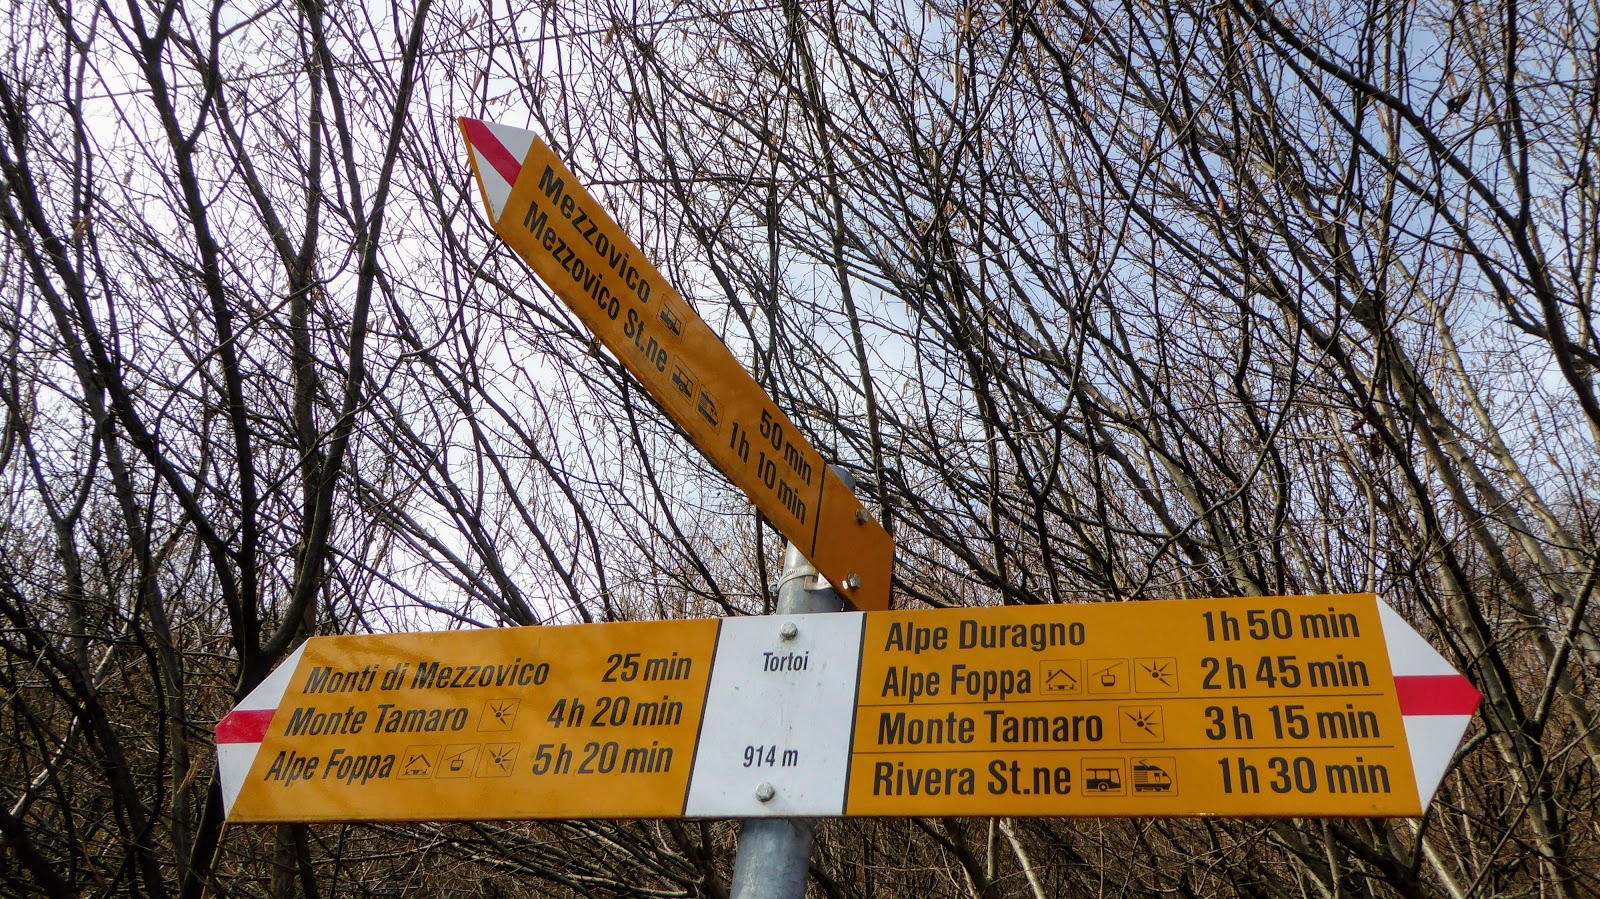 Mezzovico 50 min
Mezzovico St.ne 1h 10 min
Monti di Mezzovico 25 min
Monte Tamaro 4h 20 min
Alpe Foppa 5h 20 min
Tortoi
914 m
Alpe Duragno 1h 50 min
Alpe Foppa 2h 45 min
Monte Tamaro 3h 15 min
Rivera St.ne 1h 30 min